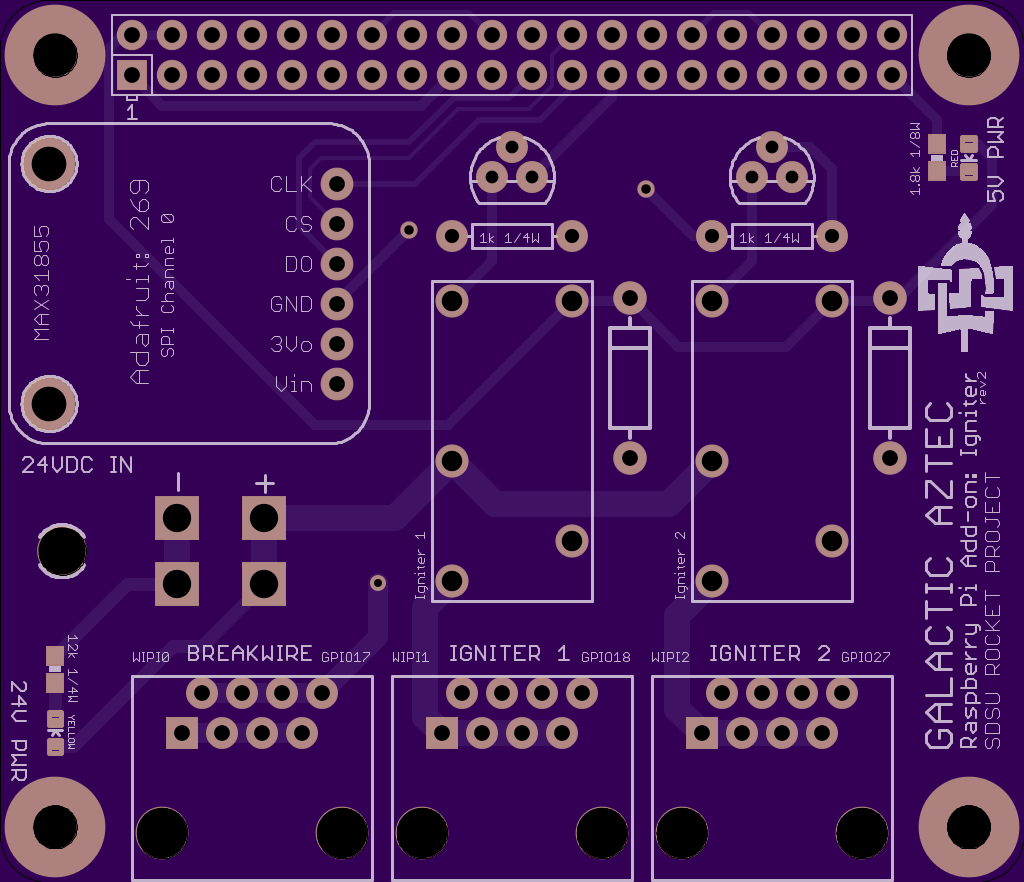 1
1.8k 1/8W
RED
5V PWR
CLK
CS
DO
GND
3Vo
Vin
MAX31855
Adafruit: 269
SPI Channel 0
1k 1/4W
1k 1/4W
24VDC IN
- +
Igniter 1
Igniter 2
GALACTIC AZTEC
Raspberry Pi Add-on: Igniter
rev2
SDSU ROCKET PROJECT
WIPI0 BREAKWIRE GPIO17
WIPI1 IGNITER 1 GPIO18
WIPI2 IGNITER 2 GPIO27
12k 1/4W
YELLOW
24V PWR